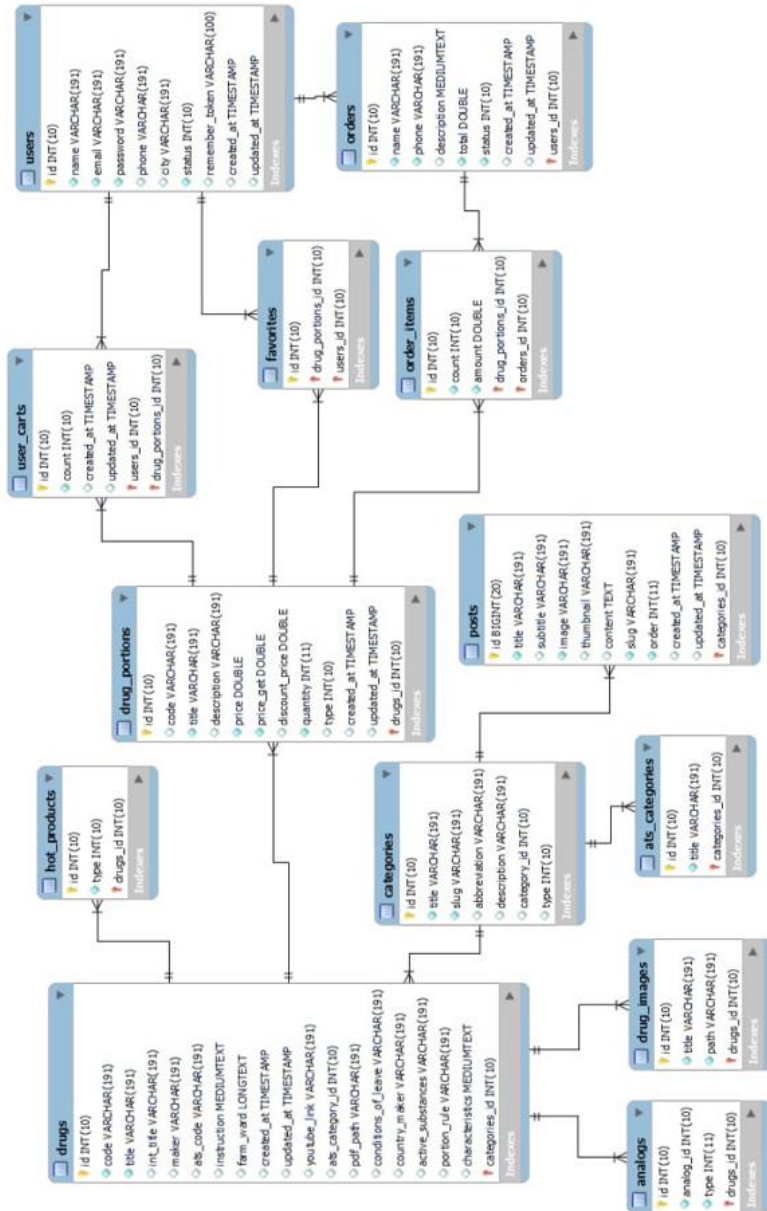 drugs
id INT(10)
code VARCHAR(191)
title VARCHAR(191)
int_title VARCHAR(191)
maker VARCHAR(191)
ats_code VARCHAR(191)
instruction MEDIUMTEXT
farm_ward LONGTEXT
created_at TIMESTAMP
updated_at TIMESTAMP
youtube_link VARCHAR(191)
ats_category_id INT(10)
pdf_path VARCHAR(191)
conditions_of_leave VARCHAR(191)
country_maker VARCHAR(191)
active_substances VARCHAR(191)
portion_rule VARCHAR(191)
characteristics MEDIUMTEXT
categories_id INT(10)
Indexes
hot_products
id INT(10)
type INT(10)
drugs_id INT(10)
Indexes
drug_portions
id INT(10)
code VARCHAR(191)
title VARCHAR(191)
description VARCHAR(191)
price DOUBLE
price_get DOUBLE
discount_price DOUBLE
quantity INT(11)
type INT(10)
created_at TIMESTAMP
updated_at TIMESTAMP
drugs_id INT(10)
Indexes
user_carts
id INT(10)
count INT(10)
created_at TIMESTAMP
updated_at TIMESTAMP
users_id INT(10)
drug_portions_id INT(10)
Indexes
users
id INT(10)
name VARCHAR(191)
email VARCHAR(191)
password VARCHAR(191)
phone VARCHAR(191)
city VARCHAR(191)
status INT(10)
remember_token VARCHAR(100)
created_at TIMESTAMP
updated_at TIMESTAMP
Indexes
favorites
id INT(10)
drug_portions_id INT(10)
users_id INT(10)
Indexes
orders
id INT(10)
name VARCHAR(191)
phone VARCHAR(191)
description MEDIUMTEXT
total DOUBLE
status INT(10)
created_at TIMESTAMP
updated_at TIMESTAMP
users_id INT(10)
Indexes
order_items
id INT(10)
count INT(10)
amount DOUBLE
drug_portions_id INT(10)
orders_id INT(10)
Indexes
categories
id INT(10)
title VARCHAR(191)
slug VARCHAR(191)
abbreviation VARCHAR(191)
description VARCHAR(191)
category_id INT(10)
type INT(10)
Indexes
posts
id BIGINT(20)
title VARCHAR(191)
subtitle VARCHAR(191)
image VARCHAR(191)
thumbnail VARCHAR(191)
content TEXT
slug VARCHAR(191)
order INT(11)
created_at TIMESTAMP
updated_at TIMESTAMP
categories_id INT(10)
Indexes
analogs
id INT(10)
analog_id INT(10)
type INT(11)
drugs_id INT(10)
Indexes
drug_images
id INT(10)
title VARCHAR(191)
path VARCHAR(191)
drugs_id INT(10)
Indexes
ats_categories
id INT(10)
title VARCHAR(191)
categories_id INT(10)
Indexes